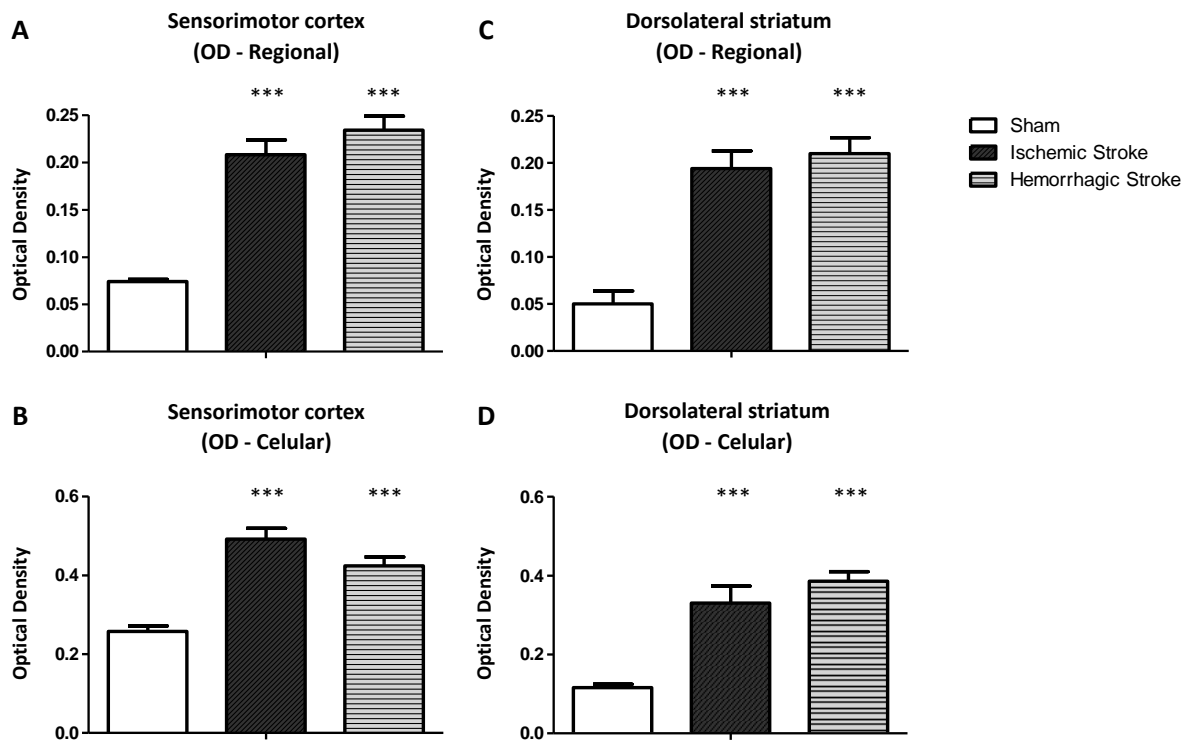 A
Sensorimotor cortex
(OD - Regional)
***
***
0.25
0.20
0.15
0.10
0.05
0.00
Optical Density
C
Dorsolateral striatum
(OD - Regional)
***
***
0.25
0.20
0.15
0.10
0.05
0.00
Optical Density
Sham
Ischemic Stroke
Hemorrhagic Stroke
B
Sensorimotor cortex
(OD - Celular)
***
***
0.6
0.4
0.2
0.0
Optical Density
D
Dorsolateral striatum
(OD - Celular)
***
***
0.6
0.4
0.2
0.0
Optical Density